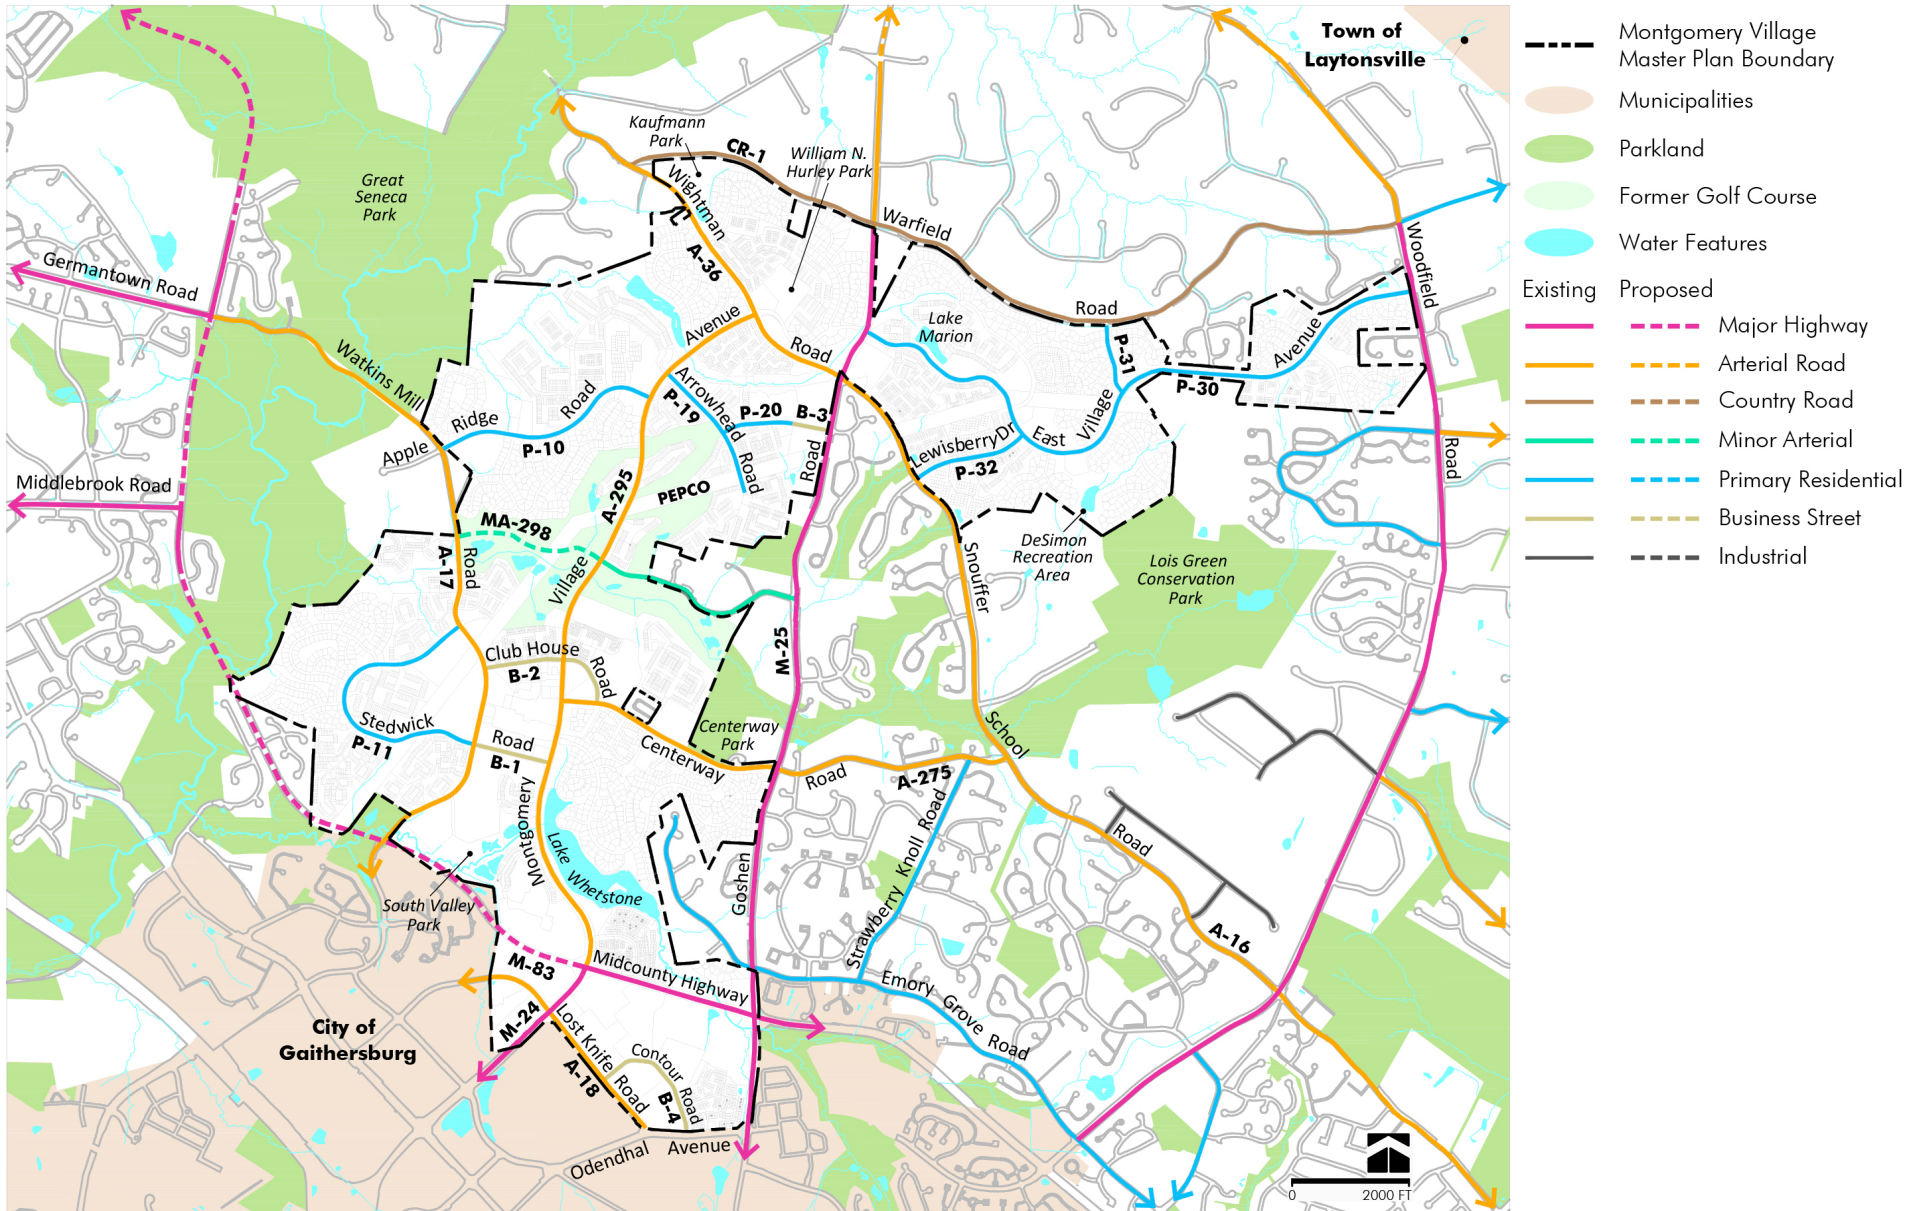 Town of
Laytonsville
Kaufmann
Park
CR-1
William N.
Hurley Park
Great
Seneca
Park
Wightman
A-36
Warfield
Woodfield
Germantown Road
Lake
Marion
Road
P-31
Avenue
P-30
Avenue
Road
Watkins Mill
Arrowhead
P-19
P-20
B-3
Village
Road
Ridge
Apple
P-10
Road
Road
Lewisberry Dr
East
P-32
Road
Middlebrook Road
A-295
PEPCO
MA-298
A-17
Road
Village
Snouffer
DeSimon
Recreation
Area
Lois Green
Conservation
Park
M-25
Club House
B-2
Road
Stedwick
P-11
Road
B-1
Centerway
Park
Centerway
Road
A-275
School
Montgomery
Lake
Whetstone
Goshen
Strawberry Knoll Road
Road
A-16
South Valley
Park
M-83
Midcounty Highway
Emory Grove Road
M-24
City of
Gaithersburg
Lost Knife Road
A-18
Contour Road
B-4
Odendhal Avenue
0 2000 FT
Montgomery Village
Master Plan Boundary
Municipalities
Parkland
Former Golf Course
Water Features
Existing Proposed
Major Highway
Arterial Road
Country Road
Minor Arterial
Primary Residential
Business Street
Industrial